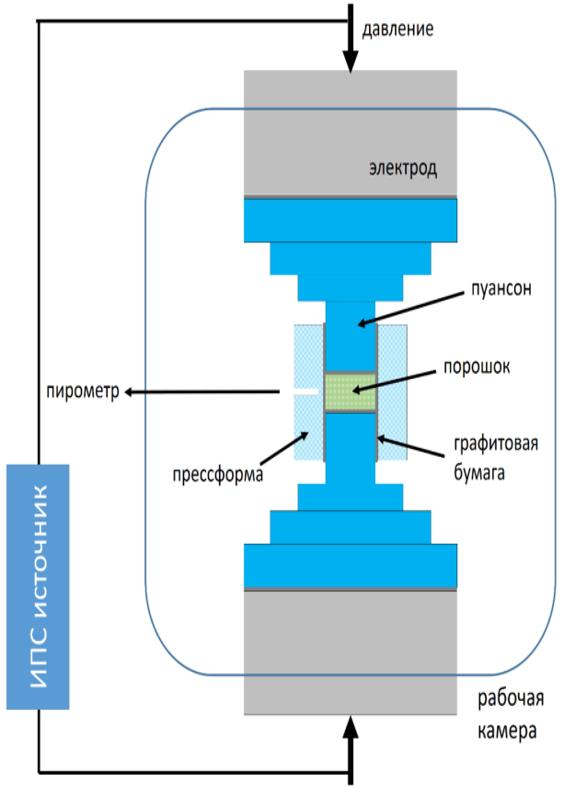 давление
электрод
пуансон
порошок
пирометр
графитовая
бумага
прессформа
ИПС источник
рабочая
камера